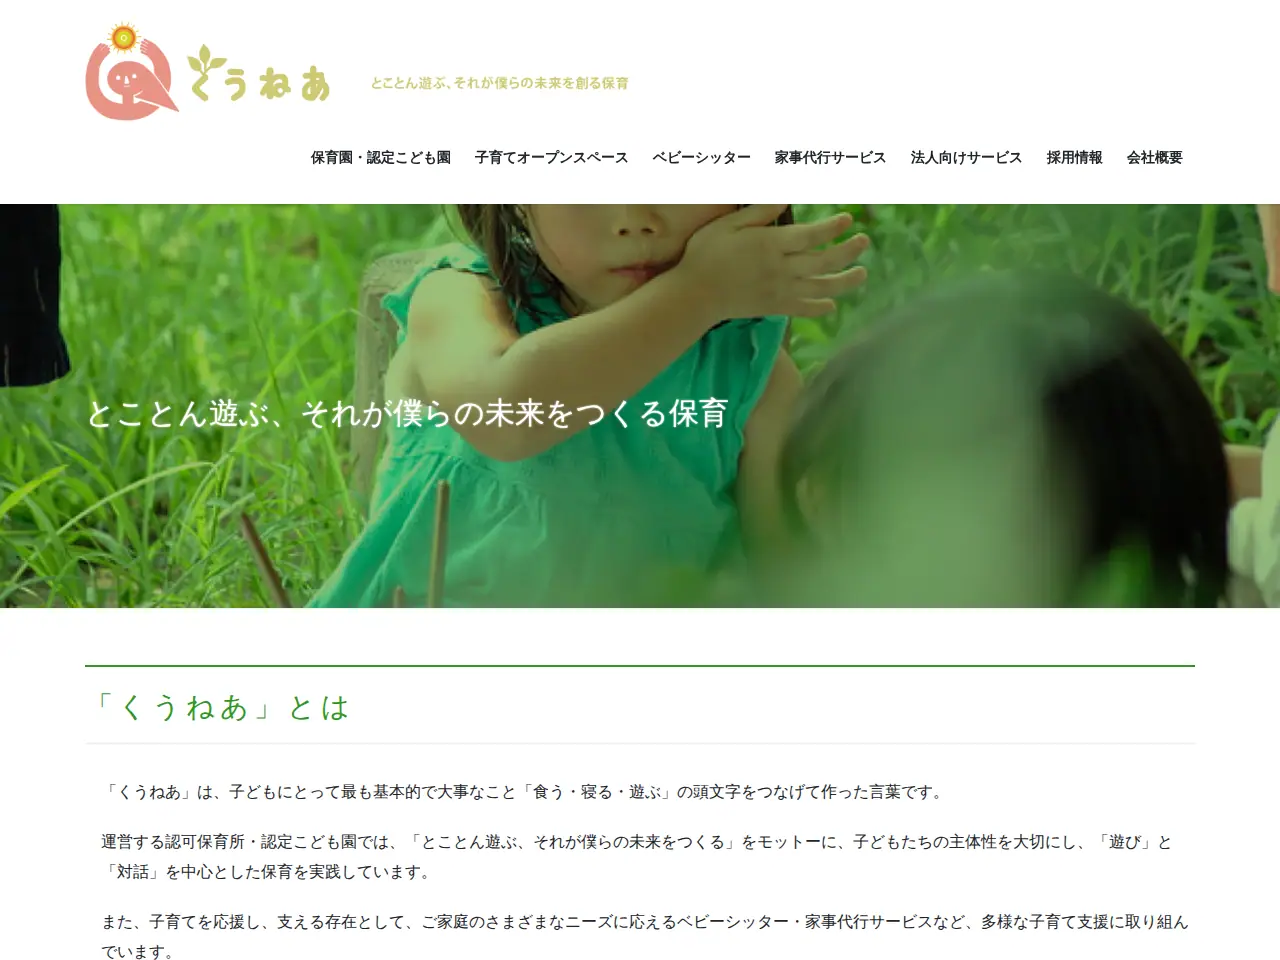 くうねあ
とことん遊ぶ、それが僕らの未来を創る保育
保育園・認定こども園 子育てオープンスペース ベビーシッター 家事代行サービス 法人向けサービス 採用情報 会社概要
とことん遊ぶ、それが僕らの未来をつくる保育
「くうねあ」とは
「くうねあ」は、子どもにとって最も基本的で大事なこと「食う・寝る・遊ぶ」の頭文字をつなげて作った言葉です。
運営する認可保育所・認定こども園では、「とことん遊ぶ、それが僕らの未来をつくる」をモットーに、子どもたちの主体性を大切にし、「遊び」と
「対話」を中心とした保育を実践しています。
また、子育てを応援し、支える存在として、ご家庭のさまざまなニーズに応えるベビーシッター・家事代行サービスなど、多様な子育て支援に取り組ん
でいます。